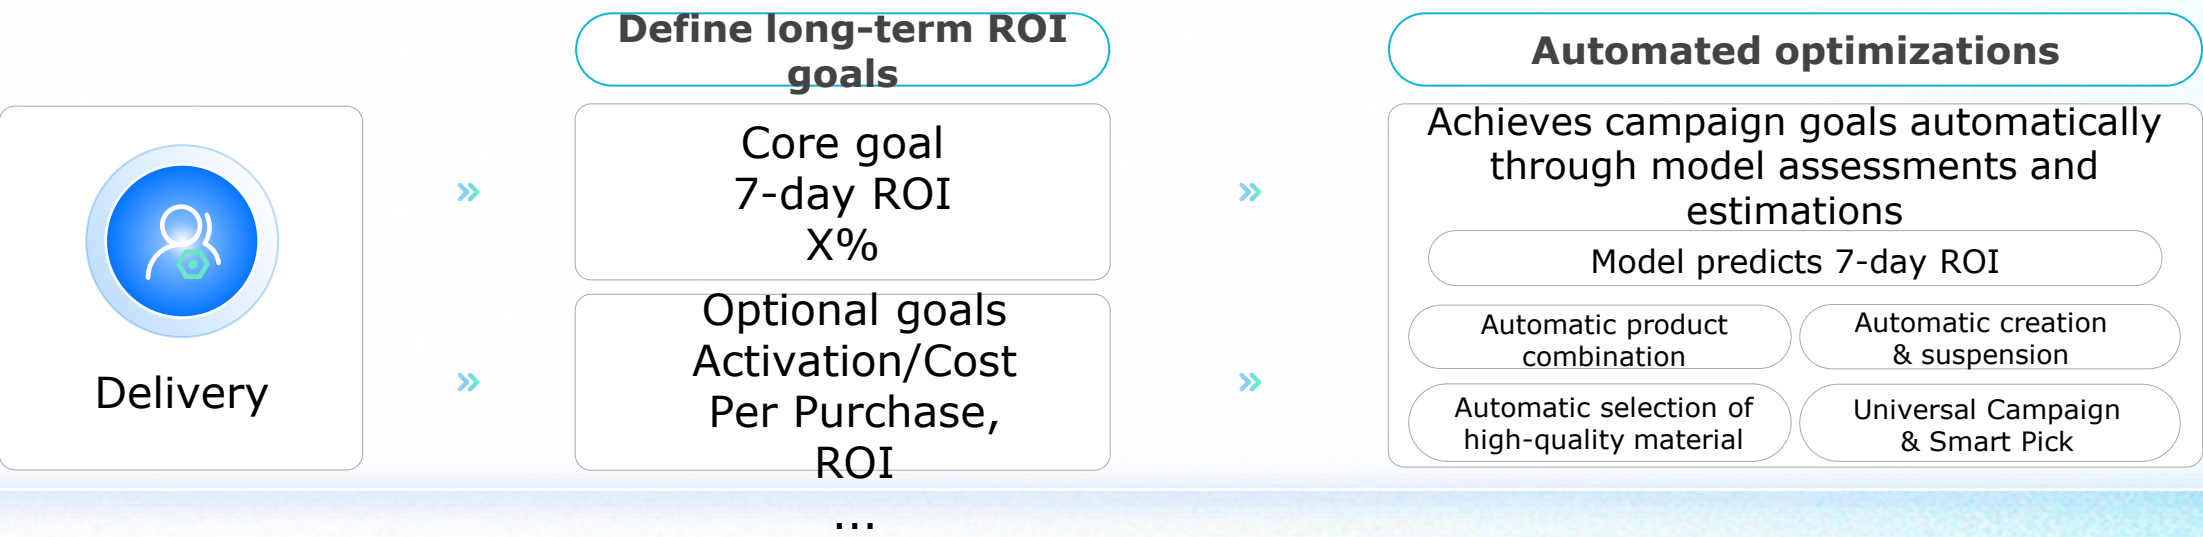 Define long-term ROI
goals
Automated optimizations
Delivery
Core goal
7-day ROI
X%
Optional goals
Activation/Cost
Per Purchase,
ROI
...
Achieves campaign goals automatically
through model assessments and
estimations
Model predicts 7-day ROI
Automatic product
combination
Automatic creation
& suspension
Automatic selection of
high-quality material
Universal Campaign
& Smart Pick